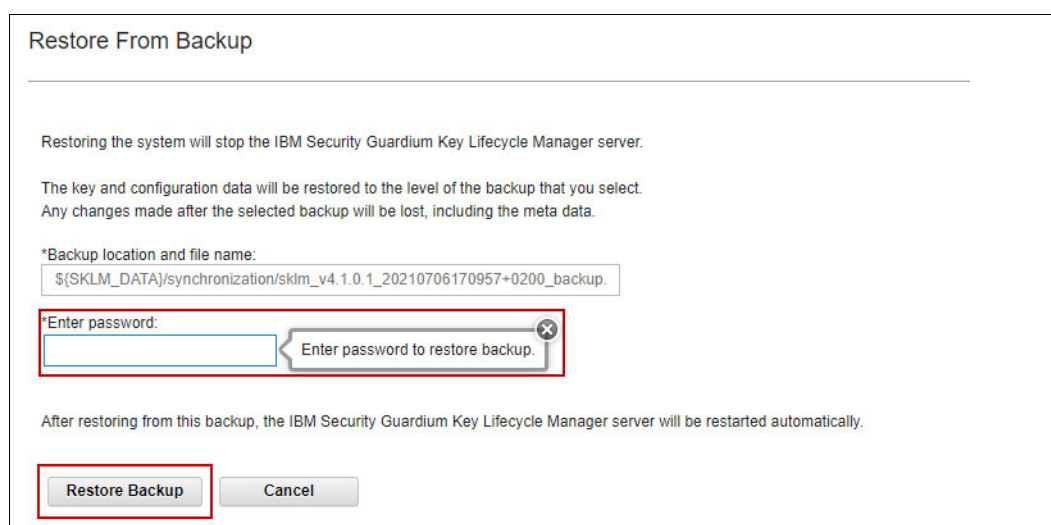 Restore From Backup
Restoring the system will stop the IBM Security Guardium Key Lifecycle Manager server.
The key and configuration data will be restored to the level of the backup that you select.
Any changes made after the selected backup will be lost, including the meta data.
*Backup location and file name:
${SKLM_DATA}/synchronization/sklm_v4.1.0.1_20210706170957+0200_backup.
*Enter password:
Enter password to restore backup.
After restoring from this backup, the IBM Security Guardium Key Lifecycle Manager server will be restarted automatically.
Restore Backup Cancel